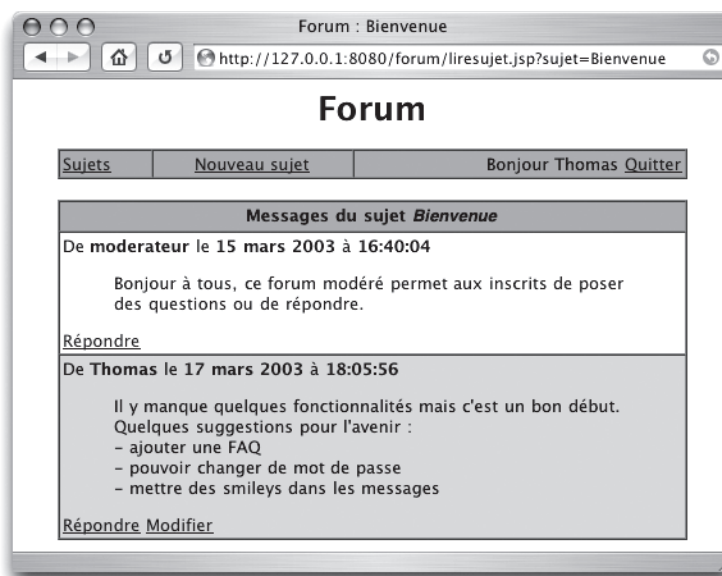 Forum : Bienvenue
http://127.0.0.1:8080/forum/liresujet.jsp?sujet=Bienvenue
Forum
Sujets Nouveau sujet Bonjour Thomas Quitter
Messages du sujet Bienvenue
De moderateur le 15 mars 2003 à 16:40:04
Bonjour à tous, ce forum modéré permet aux inscrits de poser
des questions ou de répondre.
Répondre
De Thomas le 17 mars 2003 à 18:05:56
Il y manque quelques fonctionnalités mais c'est un bon début.
Quelques suggestions pour l'avenir :
– ajouter une FAQ
– pouvoir changer de mot de passe
– mettre des smileys dans les messages
Répondre Modifier